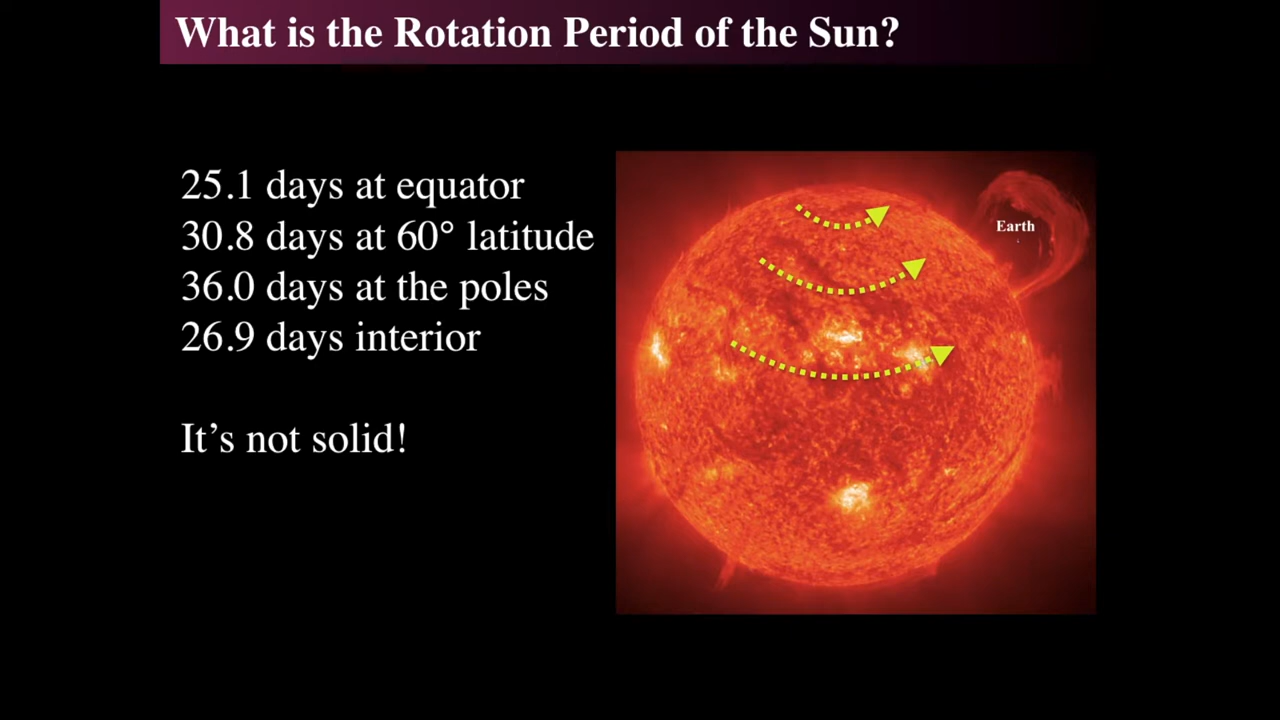 What is the Rotation Period of the Sun?
25.1 days at equator
30.8 days at 60° latitude
36.0 days at the poles
26.9 days interior
It’s not solid!
Earth